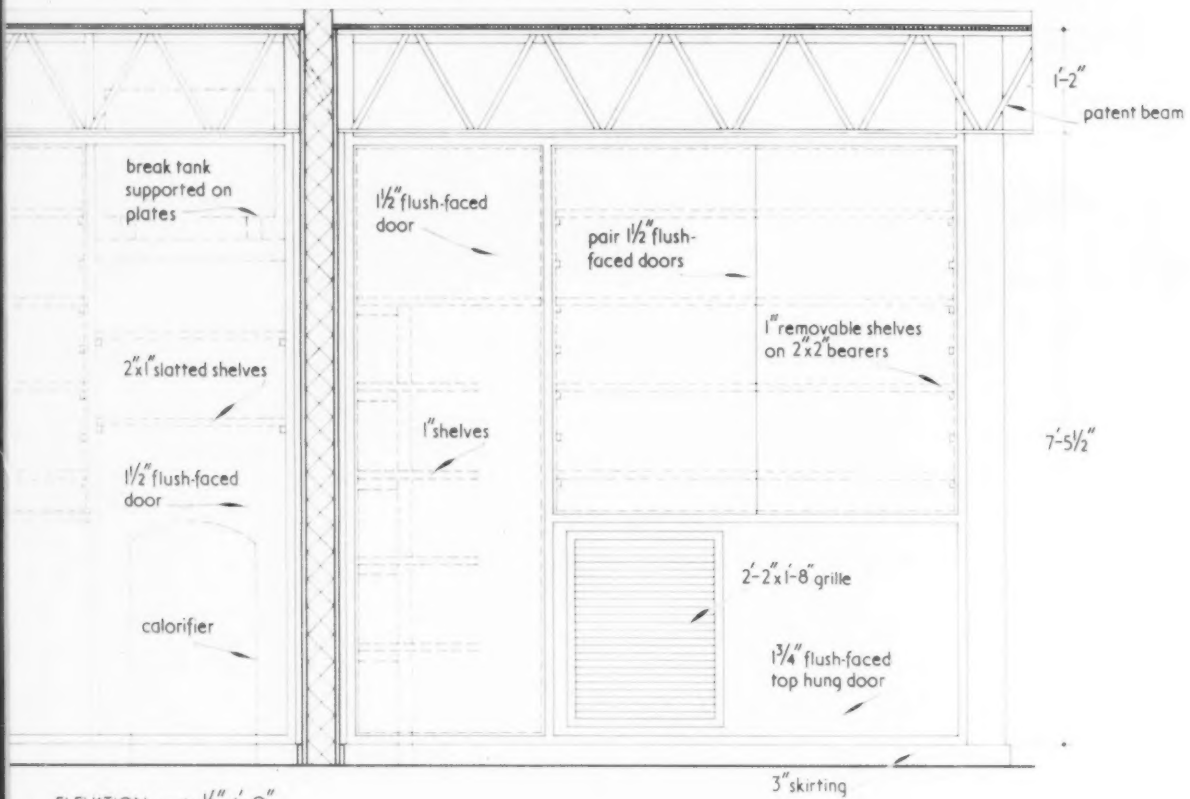 1'-2"
patent beam
break tank
supported on
plates
1½" flush-faced
door
pair 1½" flush-
faced doors
1" removable shelves
on 2"x2" bearers
2"x1" slatted shelves
1" shelves
7'-5½"
1½" flush-faced
door
2'-2"x1'-8" grille
calorifier
1¾" flush-faced
top hung door
3" skirting
ELEVATION